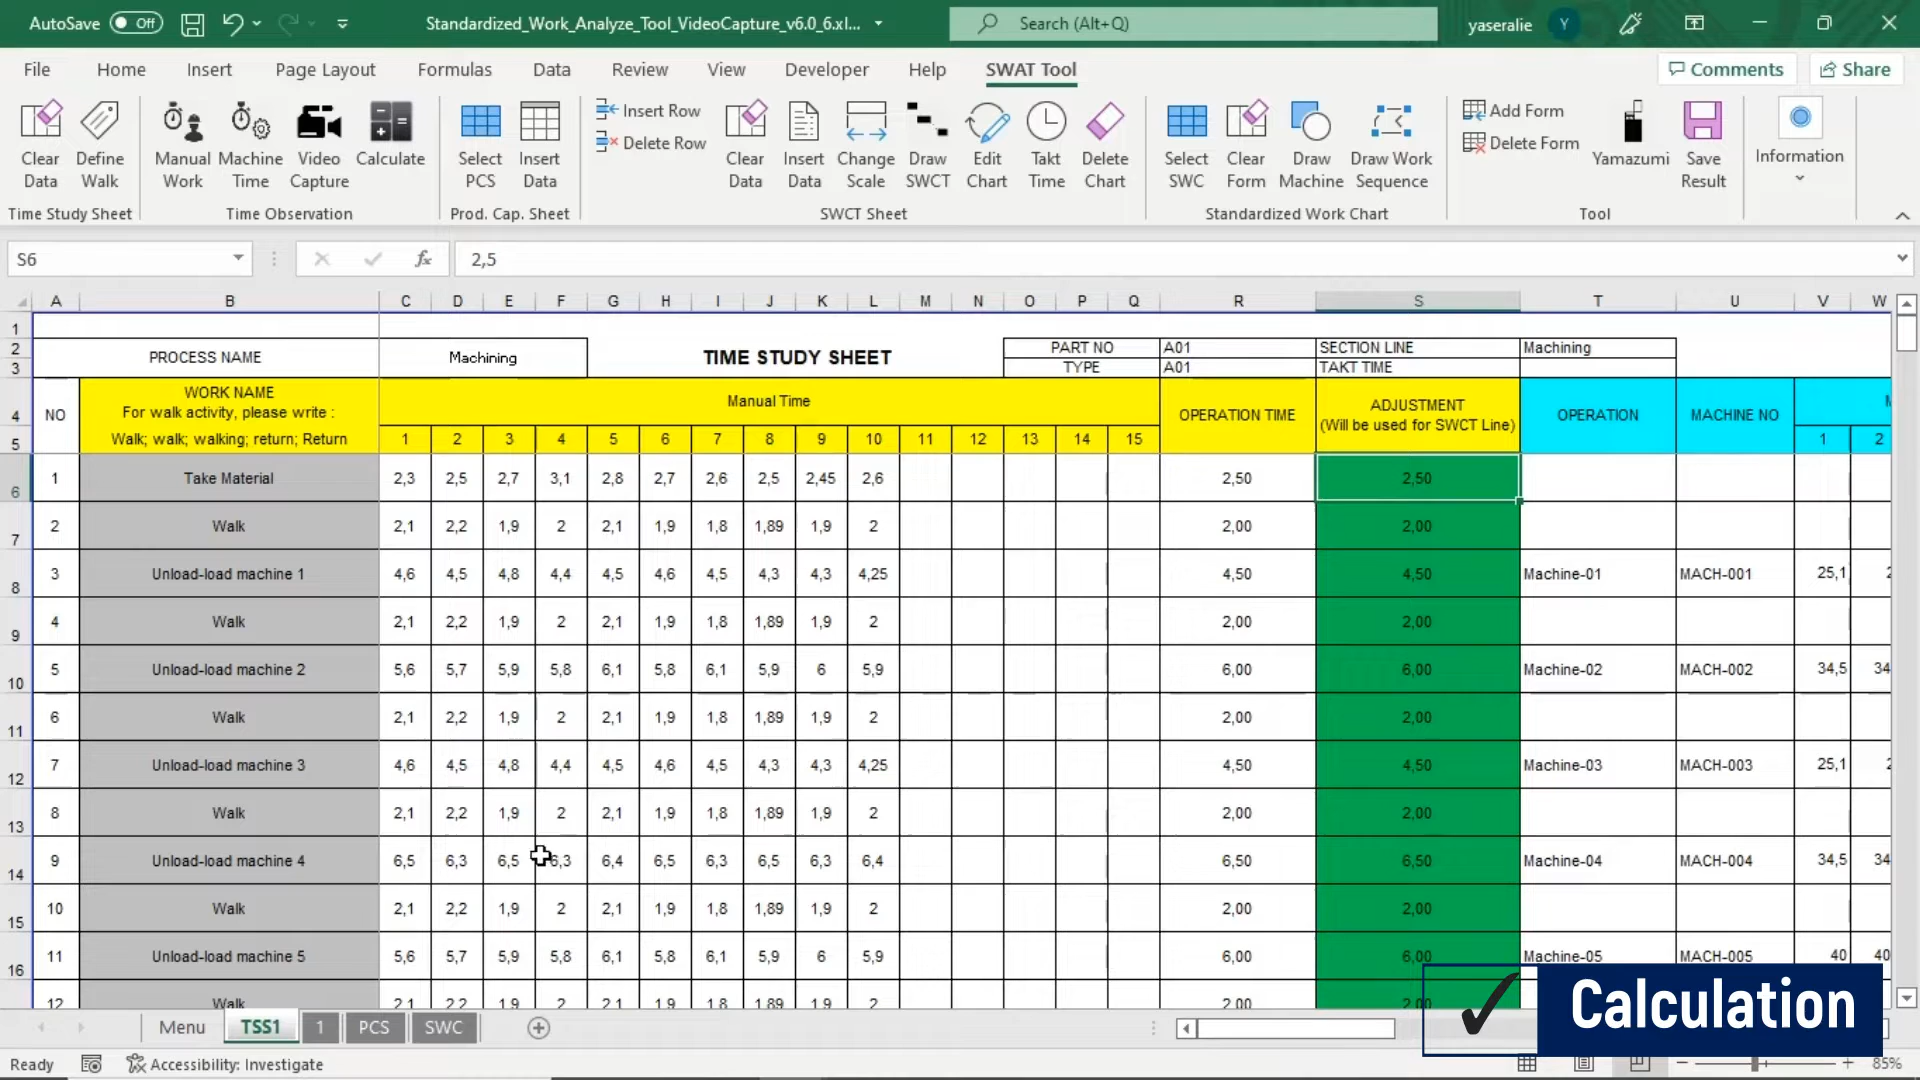 AutoSave Off Standardized_Work_Analyze_Tool_VideoCapture_v6.0_6.xl... Search (Alt+Q) yaseralie Y
File Home Insert Page Layout Formulas Data Review View Developer Help SWAT Tool Comments Share
Clear Data Define Walk Manual Work Machine Time Video Capture Calculate Select PCS Insert Data Insert Row Delete Row Clear Data Insert Data Change Scale Draw SWCT Edit Chart Takt Time Delete Chart Select SWC Clear Form Draw Machine Draw Work Sequence Add Form Delete Form Yamazumi Save Result Information
Time Study Sheet Time Observation Prod. Cap. Sheet SWCT Sheet Standardized Work Chart Tool
S6 fx 2,5
A B C D E F G H I J K L M N O P Q R S T U V W
1
2 PROCESS NAME Machining TIME STUDY SHEET PART NO A01 SECTION LINE Machining
3 TYPE A01 TAKT TIME
4 NO WORK NAME For walk activity, please write : Manual Time OPERATION TIME ADJUSTMENT (Will be used for SWCT Line) OPERATION MACHINE NO
5 Walk; walk; walking; return; Return 1 2 3 4 5 6 7 8 9 10 11 12 13 14 15 1 2
6 1 Take Material 2,3 2,5 2,7 3,1 2,8 2,7 2,6 2,5 2,45 2,6 2,50 2,50
7 2 Walk 2,1 2,2 1,9 2 2,1 1,9 1,8 1,89 1,9 2 2,00 2,00
8 3 Unload-load machine 1 4,6 4,5 4,8 4,4 4,5 4,6 4,5 4,3 4,3 4,25 4,50 4,50 Machine-01 MACH-001 25,1
9 4 Walk 2,1 2,2 1,9 2 2,1 1,9 1,8 1,89 1,9 2 2,00 2,00
10 5 Unload-load machine 2 5,6 5,7 5,9 5,8 6,1 5,8 6,1 5,9 6 5,9 6,00 6,00 Machine-02 MACH-002 34,5 34
11 6 Walk 2,1 2,2 1,9 2 2,1 1,9 1,8 1,89 1,9 2 2,00 2,00
12 7 Unload-load machine 3 4,6 4,5 4,8 4,4 4,5 4,6 4,5 4,3 4,3 4,25 4,50 4,50 Machine-03 MACH-003 25,1
13 8 Walk 2,1 2,2 1,9 2 2,1 1,9 1,8 1,89 1,9 2 2,00 2,00
14 9 Unload-load machine 4 6,5 6,3 6,5 6,3 6,4 6,5 6,3 6,5 6,3 6,4 6,50 6,50 Machine-04 MACH-004 34,5 34
15 10 Walk 2,1 2,2 1,9 2 2,1 1,9 1,8 1,89 1,9 2 2,00 2,00
16 11 Unload-load machine 5 5,6 5,7 5,9 5,8 6,1 5,8 6,1 5,9 6 5,9 6,00 6,00 Machine-05 MACH-005 40 40
12 Walk 2,1 2,2 1,9 2 2,1 1,9 1,8 1,89 1,9 2 2,00 2,00
Calculation
Menu TSS1 1 PCS SWC
Ready Accessibility: Investigate 85%